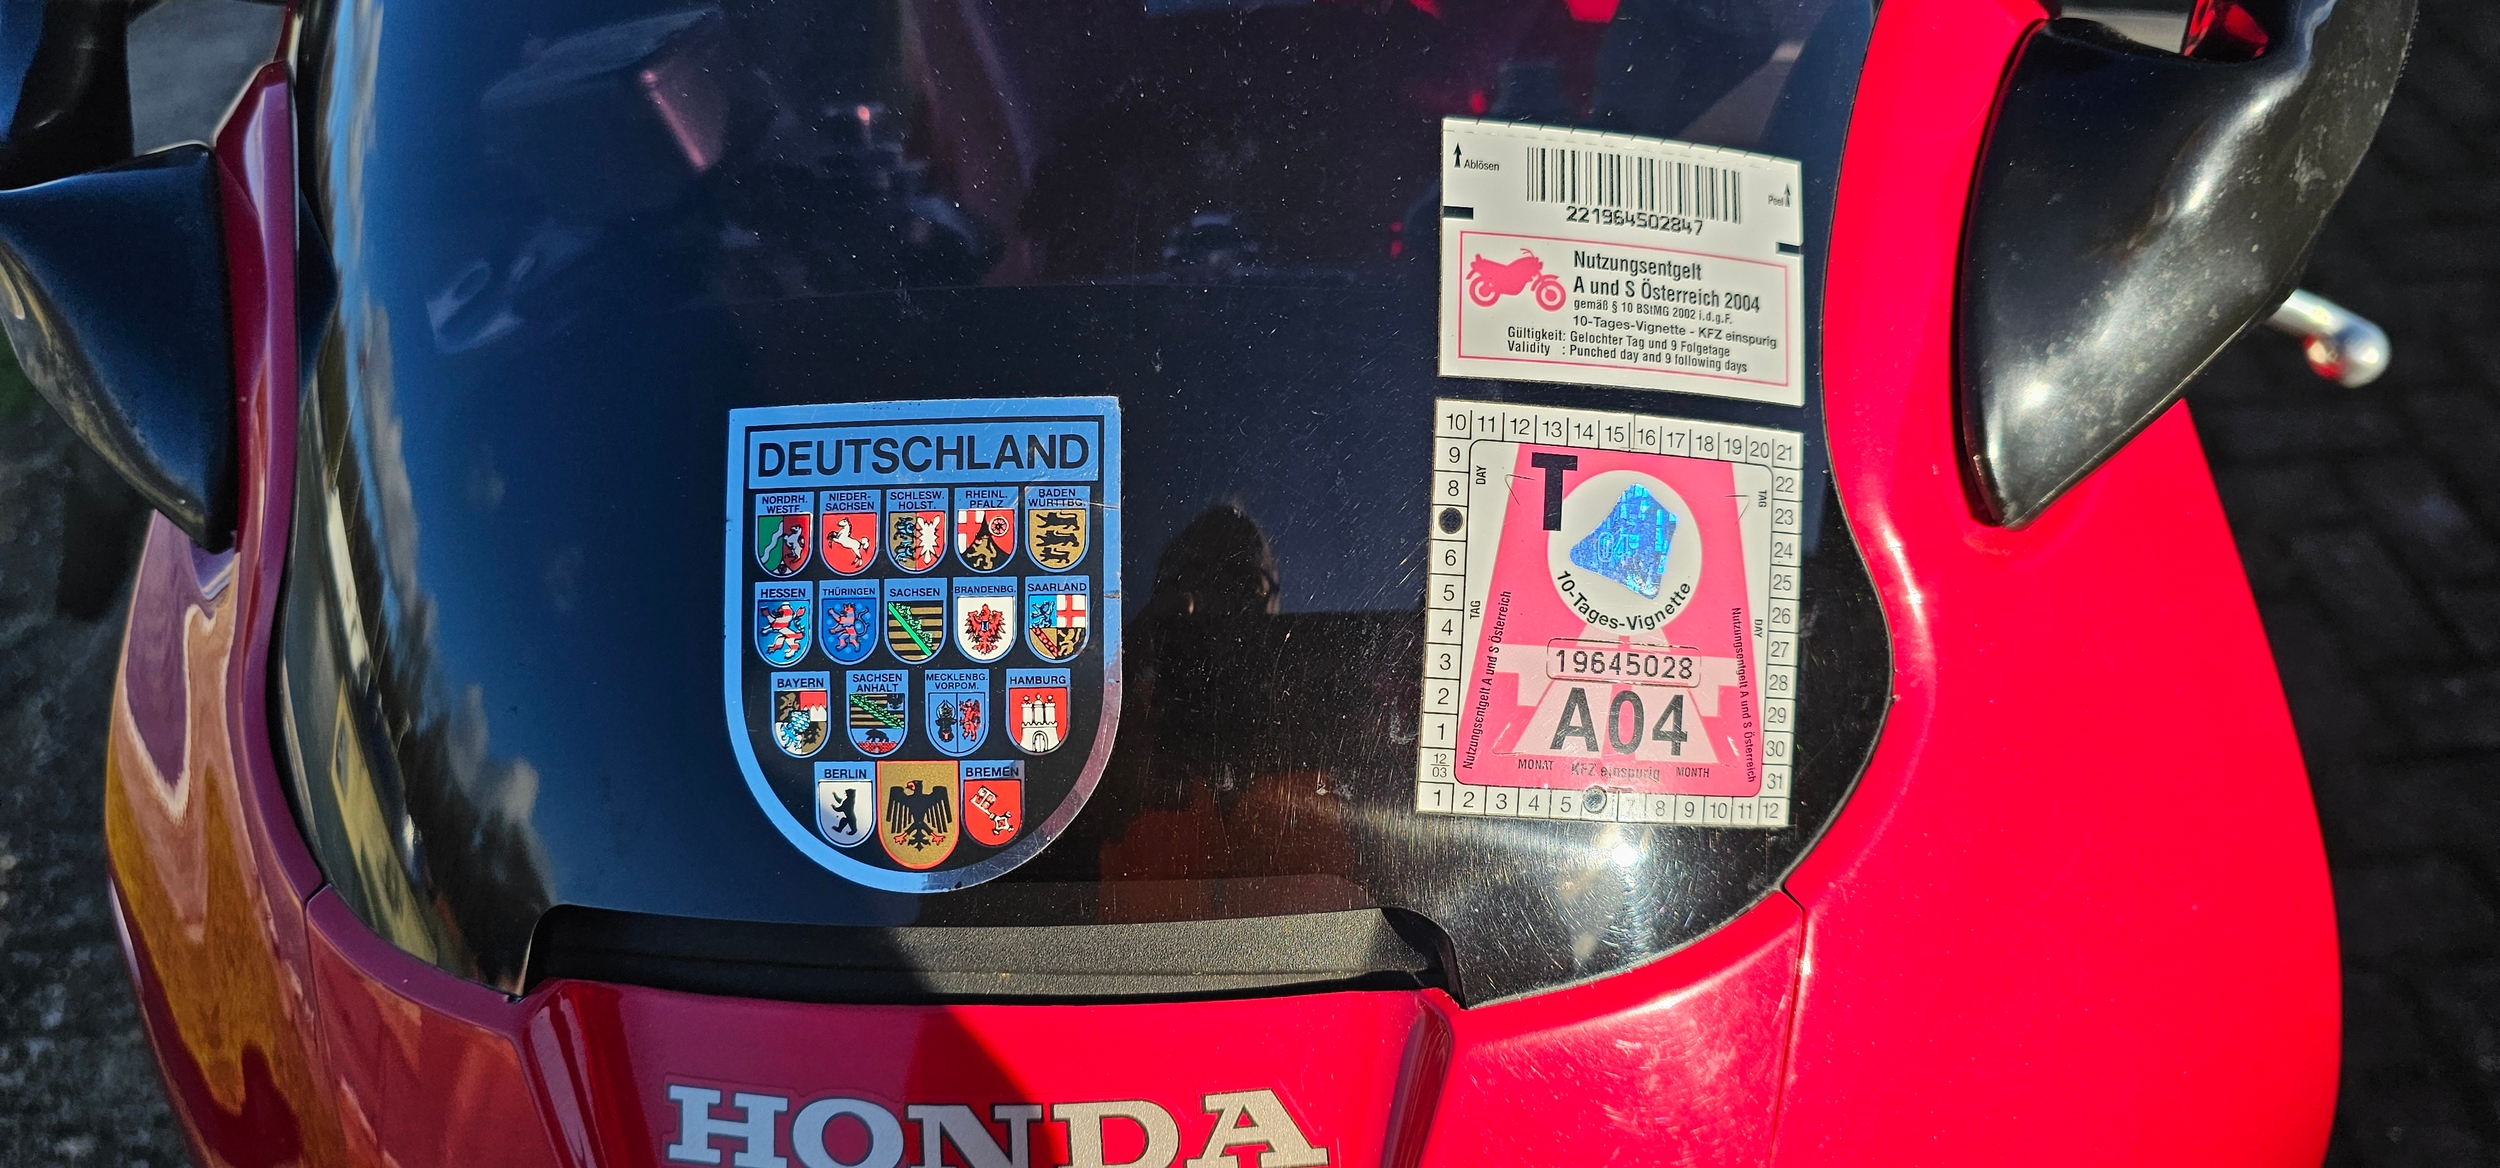 Ablösen
Peel
221964502847
Nutzungsentgelt
A und S Österreich 2004
gemäß § 10 BStMG 2002 i.d.g.F.
10-Tages-Vignette - KFZ einspurig
Gültigkeit: Gelochter Tag und 9 Folgetage
Validity : Punched day and 9 following days
DEUTSCHLAND
NORDRH. WESTF.
NIEDER- SACHSEN
SCHLESW. HOLST.
RHEINL. PFALZ
BADEN WÜRTTBG.
HESSEN
THÜRINGEN
SACHSEN
BRANDENBG.
SAARLAND
BAYERN
SACHSEN ANHALT
MECKLENBG. VORPOM.
HAMBURG
BERLIN
BREMEN
10 11 12 13 14 15 16 17 18 19 20 21
9
8
6
5
4
3
2
1
12
03
22
23
24
25
26
27
28
29
30
31
DAY
TAG
TAG
DAY
T
04
10-Tages-Vignette
19645028
A04
Nutzungsentgelt A und S Österreich
Nutzungsentgelt A und S Österreich
MONAT KFZ einspurig MONTH
1 2 3 4 5 7 8 9 10 11 12
HONDA